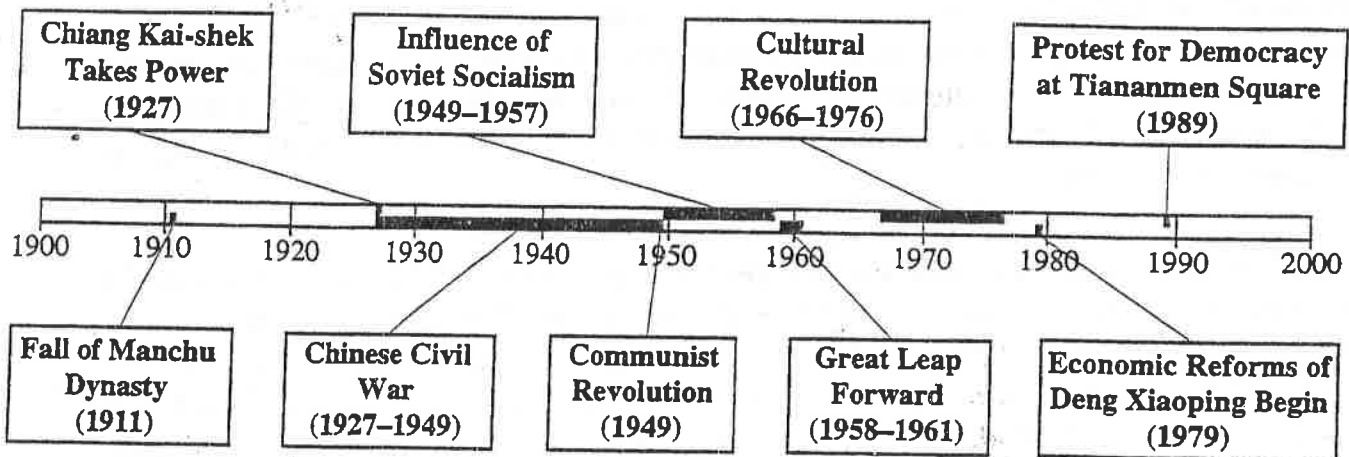 Chiang Kai-shek
Takes Power
(1927)
Influence of
Soviet Socialism
(1949–1957)
Cultural
Revolution
(1966–1976)
Protest for Democracy
at Tiananmen Square
(1989)
1900 1910 1920 1930 1940 1950 1960 1970 1980 1990 2000
Fall of Manchu
Dynasty
(1911)
Chinese Civil
War
(1927–1949)
Communist
Revolution
(1949)
Great Leap
Forward
(1958–1961)
Economic Reforms of
Deng Xiaoping Begin
(1979)